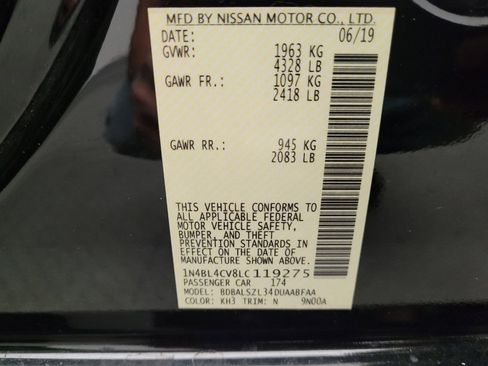 MFD BY NISSAN MOTOR CO., LTD.
DATE: 06/19
GVWR: 1963 KG
4328 LB
GAWR FR.: 1097 KG
2418 LB
GAWR RR.: 945 KG
2083 LB
THIS VEHICLE CONFORMS TO
ALL APPLICABLE FEDERAL
MOTOR VEHICLE SAFETY,
BUMPER, AND THEFT
PREVENTION STANDARDS IN
EFFECT ON THE DATE OF
MANUFACTURE SHOWN ABOVE.
1N4BL4CV8LC119275
PASSENGER CAR 174
MODEL: BDBALSZL34DUAABFAA
COLOR: KH3 TRIM: N 9N00A